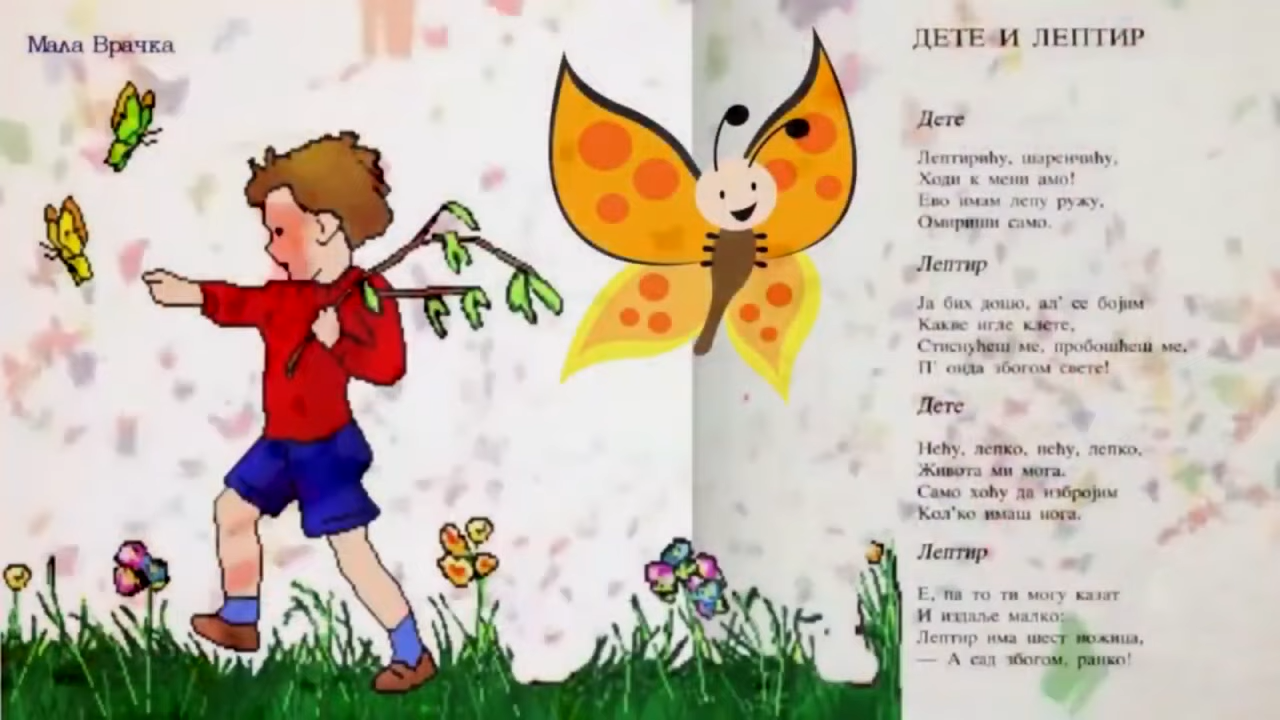 Мала Врачка
ДЕТЕ И ЛЕПТИР
Дете
Лептирићу, шаренчићу,
Ходи к мени амо!
Ево имам лепу ружу,
Омириши само.
Лептир
Ја бих дошо, ал' се бојим
Какве игле клете,
Стиснућеш ме, пробошћеш ме,
П' онда збогом свете!
Дете
Нећу, лепко, нећу, лепко,
Живота ми мога.
Само хоћу да избројим
Кол'ко имаш нога.
Лептир
Е, па то ти могу казат
И издаље малко:
Лептир има шест ножица,
— А сад збогом, ранко!